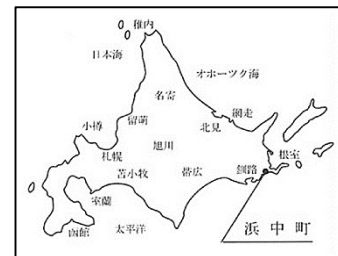 稚内
日本海
オホーツク海
名寄
網走
小樽
留萌
北見
札幌
旭川
根室
苫小牧
帯広
釧路
室蘭
函館
太平洋
浜中町